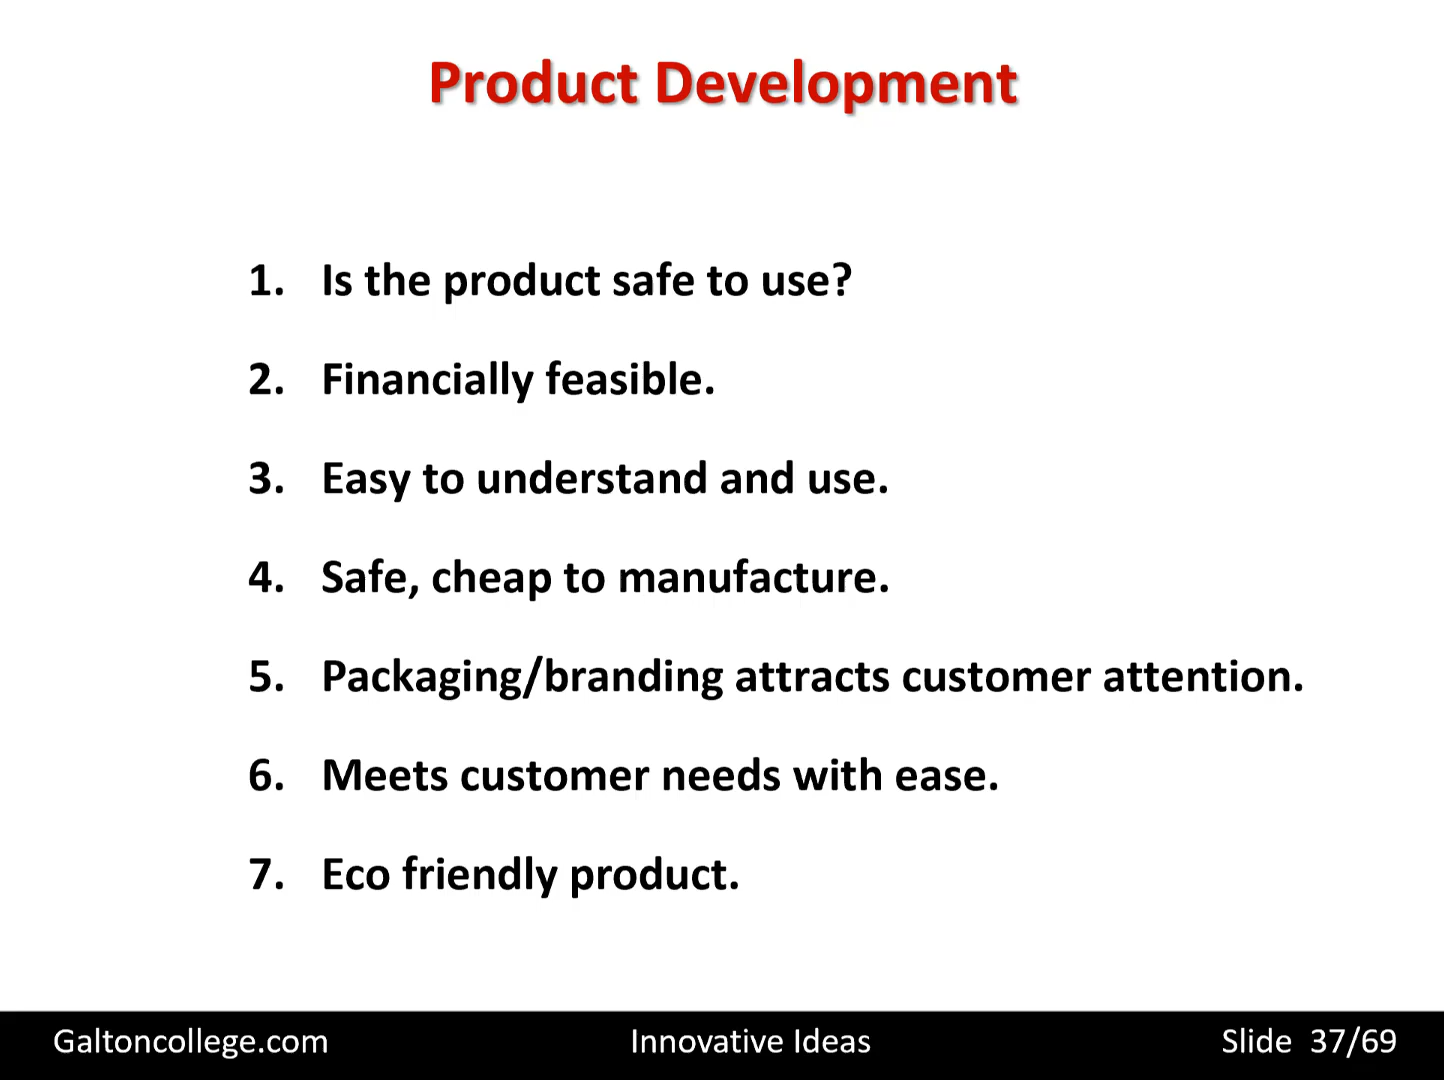 Product Development
1. Is the product safe to use?
2. Financially feasible.
3. Easy to understand and use.
4. Safe, cheap to manufacture.
5. Packaging/branding attracts customer attention.
6. Meets customer needs with ease.
7. Eco friendly product.
Galtoncollege.com Innovative Ideas Slide 37/69